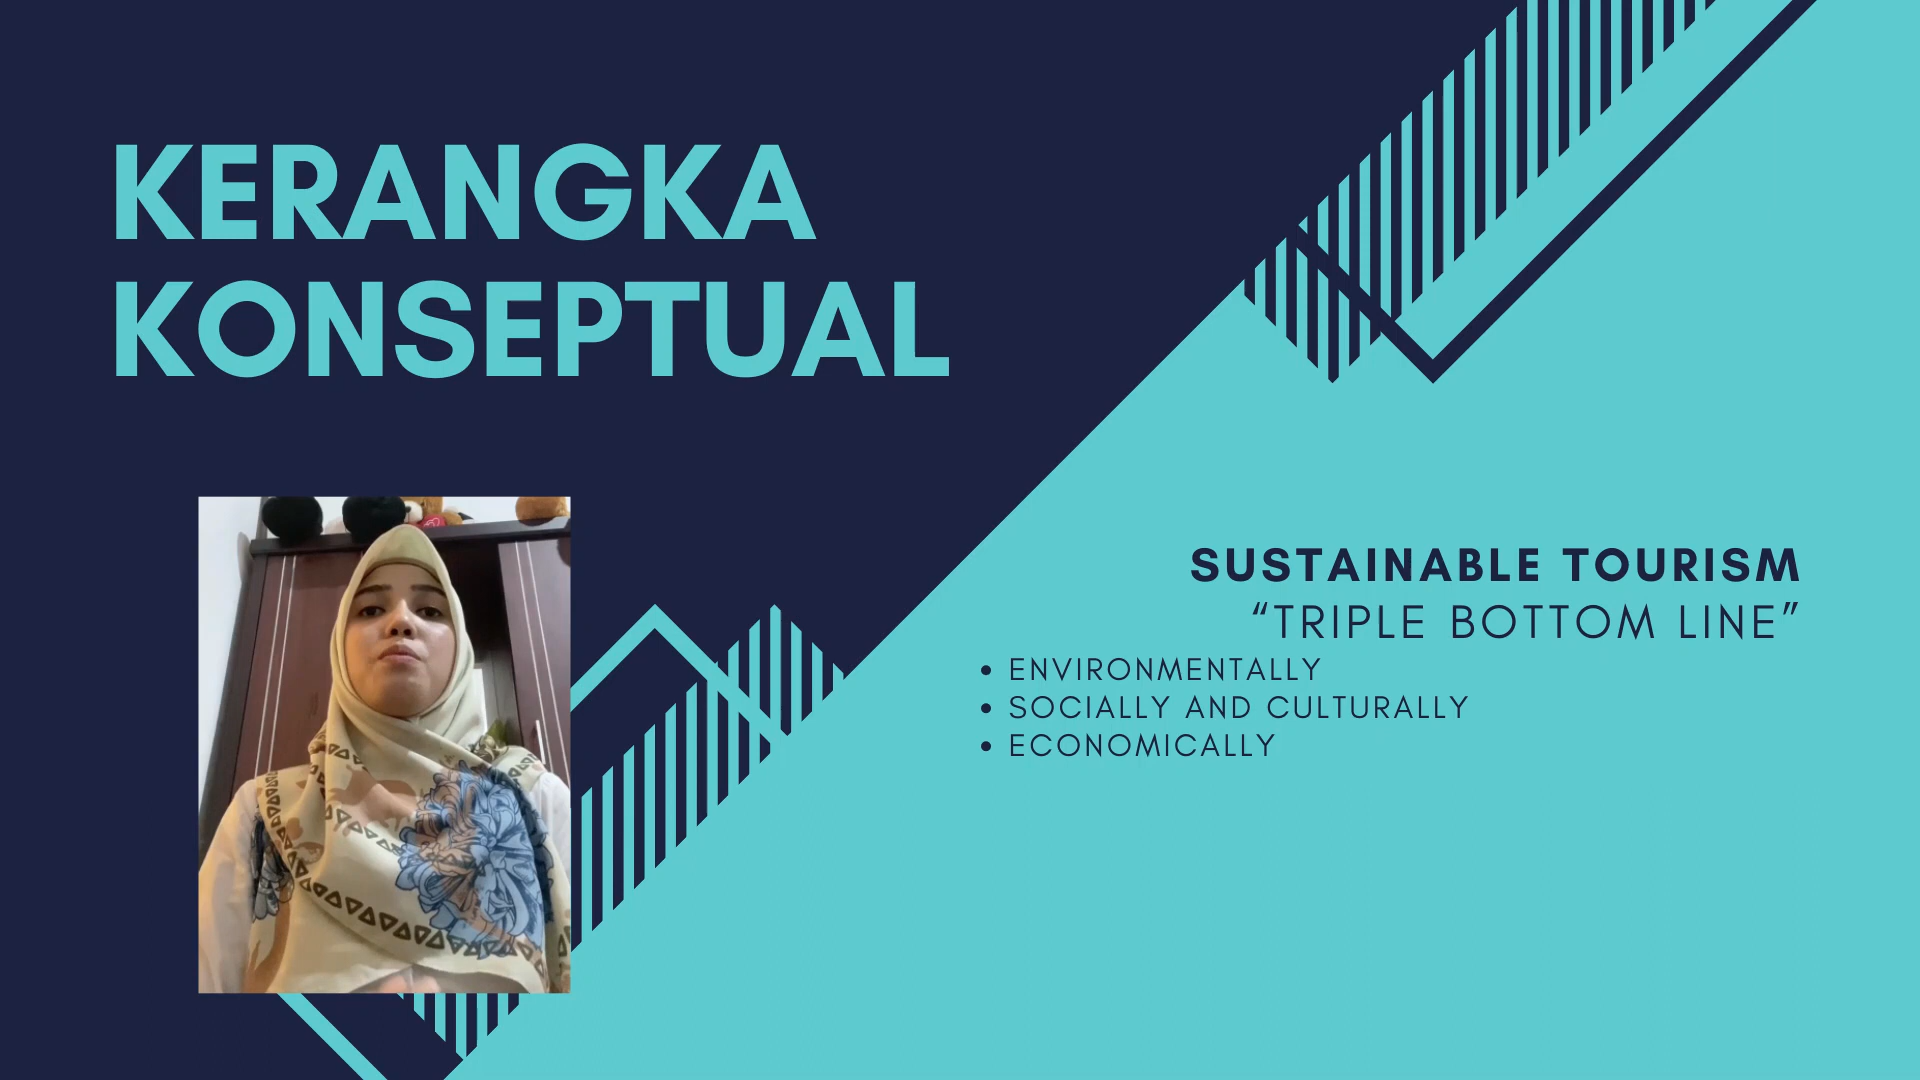 KERANGKA
KONSEPTUAL
SUSTAINABLE TOURISM
“TRIPLE BOTTOM LINE”
• ENVIRONMENTALLY
• SOCIALLY AND CULTURALLY
• ECONOMICALLY